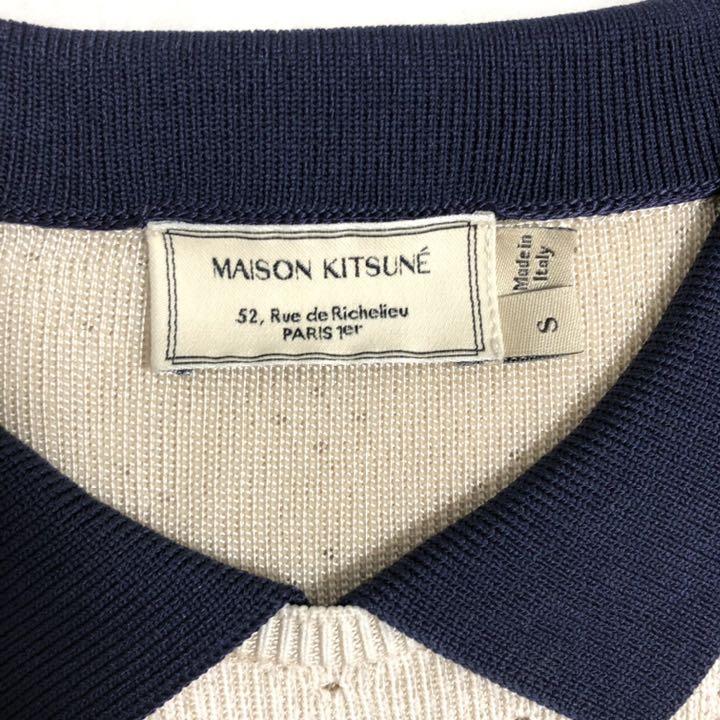 MAISON KITSUNÉ
52, Rue de Richelieu
PARIS 1er
Made in
Italy
S